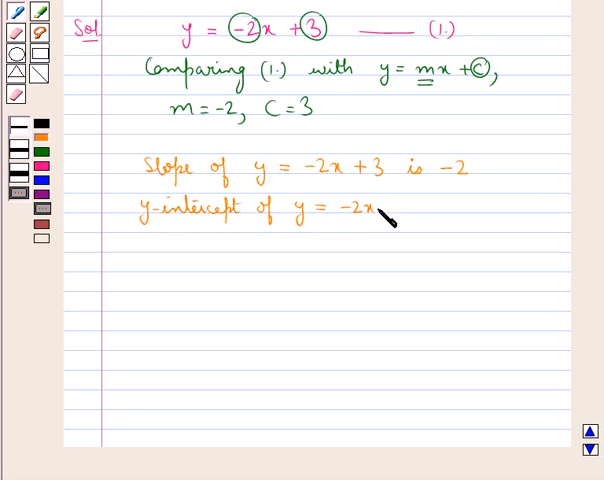 Sol. y = -2x + 3 ——— (1.)
Comparing (1.) with y = mx + c,
m = -2, c = 3
Slope of y = -2x + 3 is -2
y-intercept of y = -2x